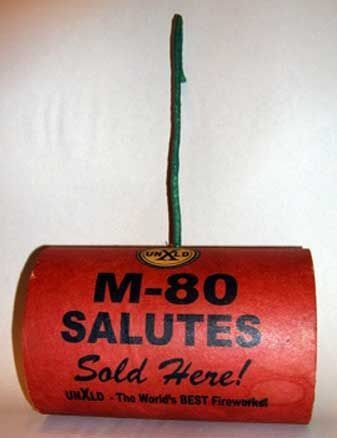 UNXLD
M-80
SALUTES
Sold Here!
UNXLD - The World's BEST Fireworks!